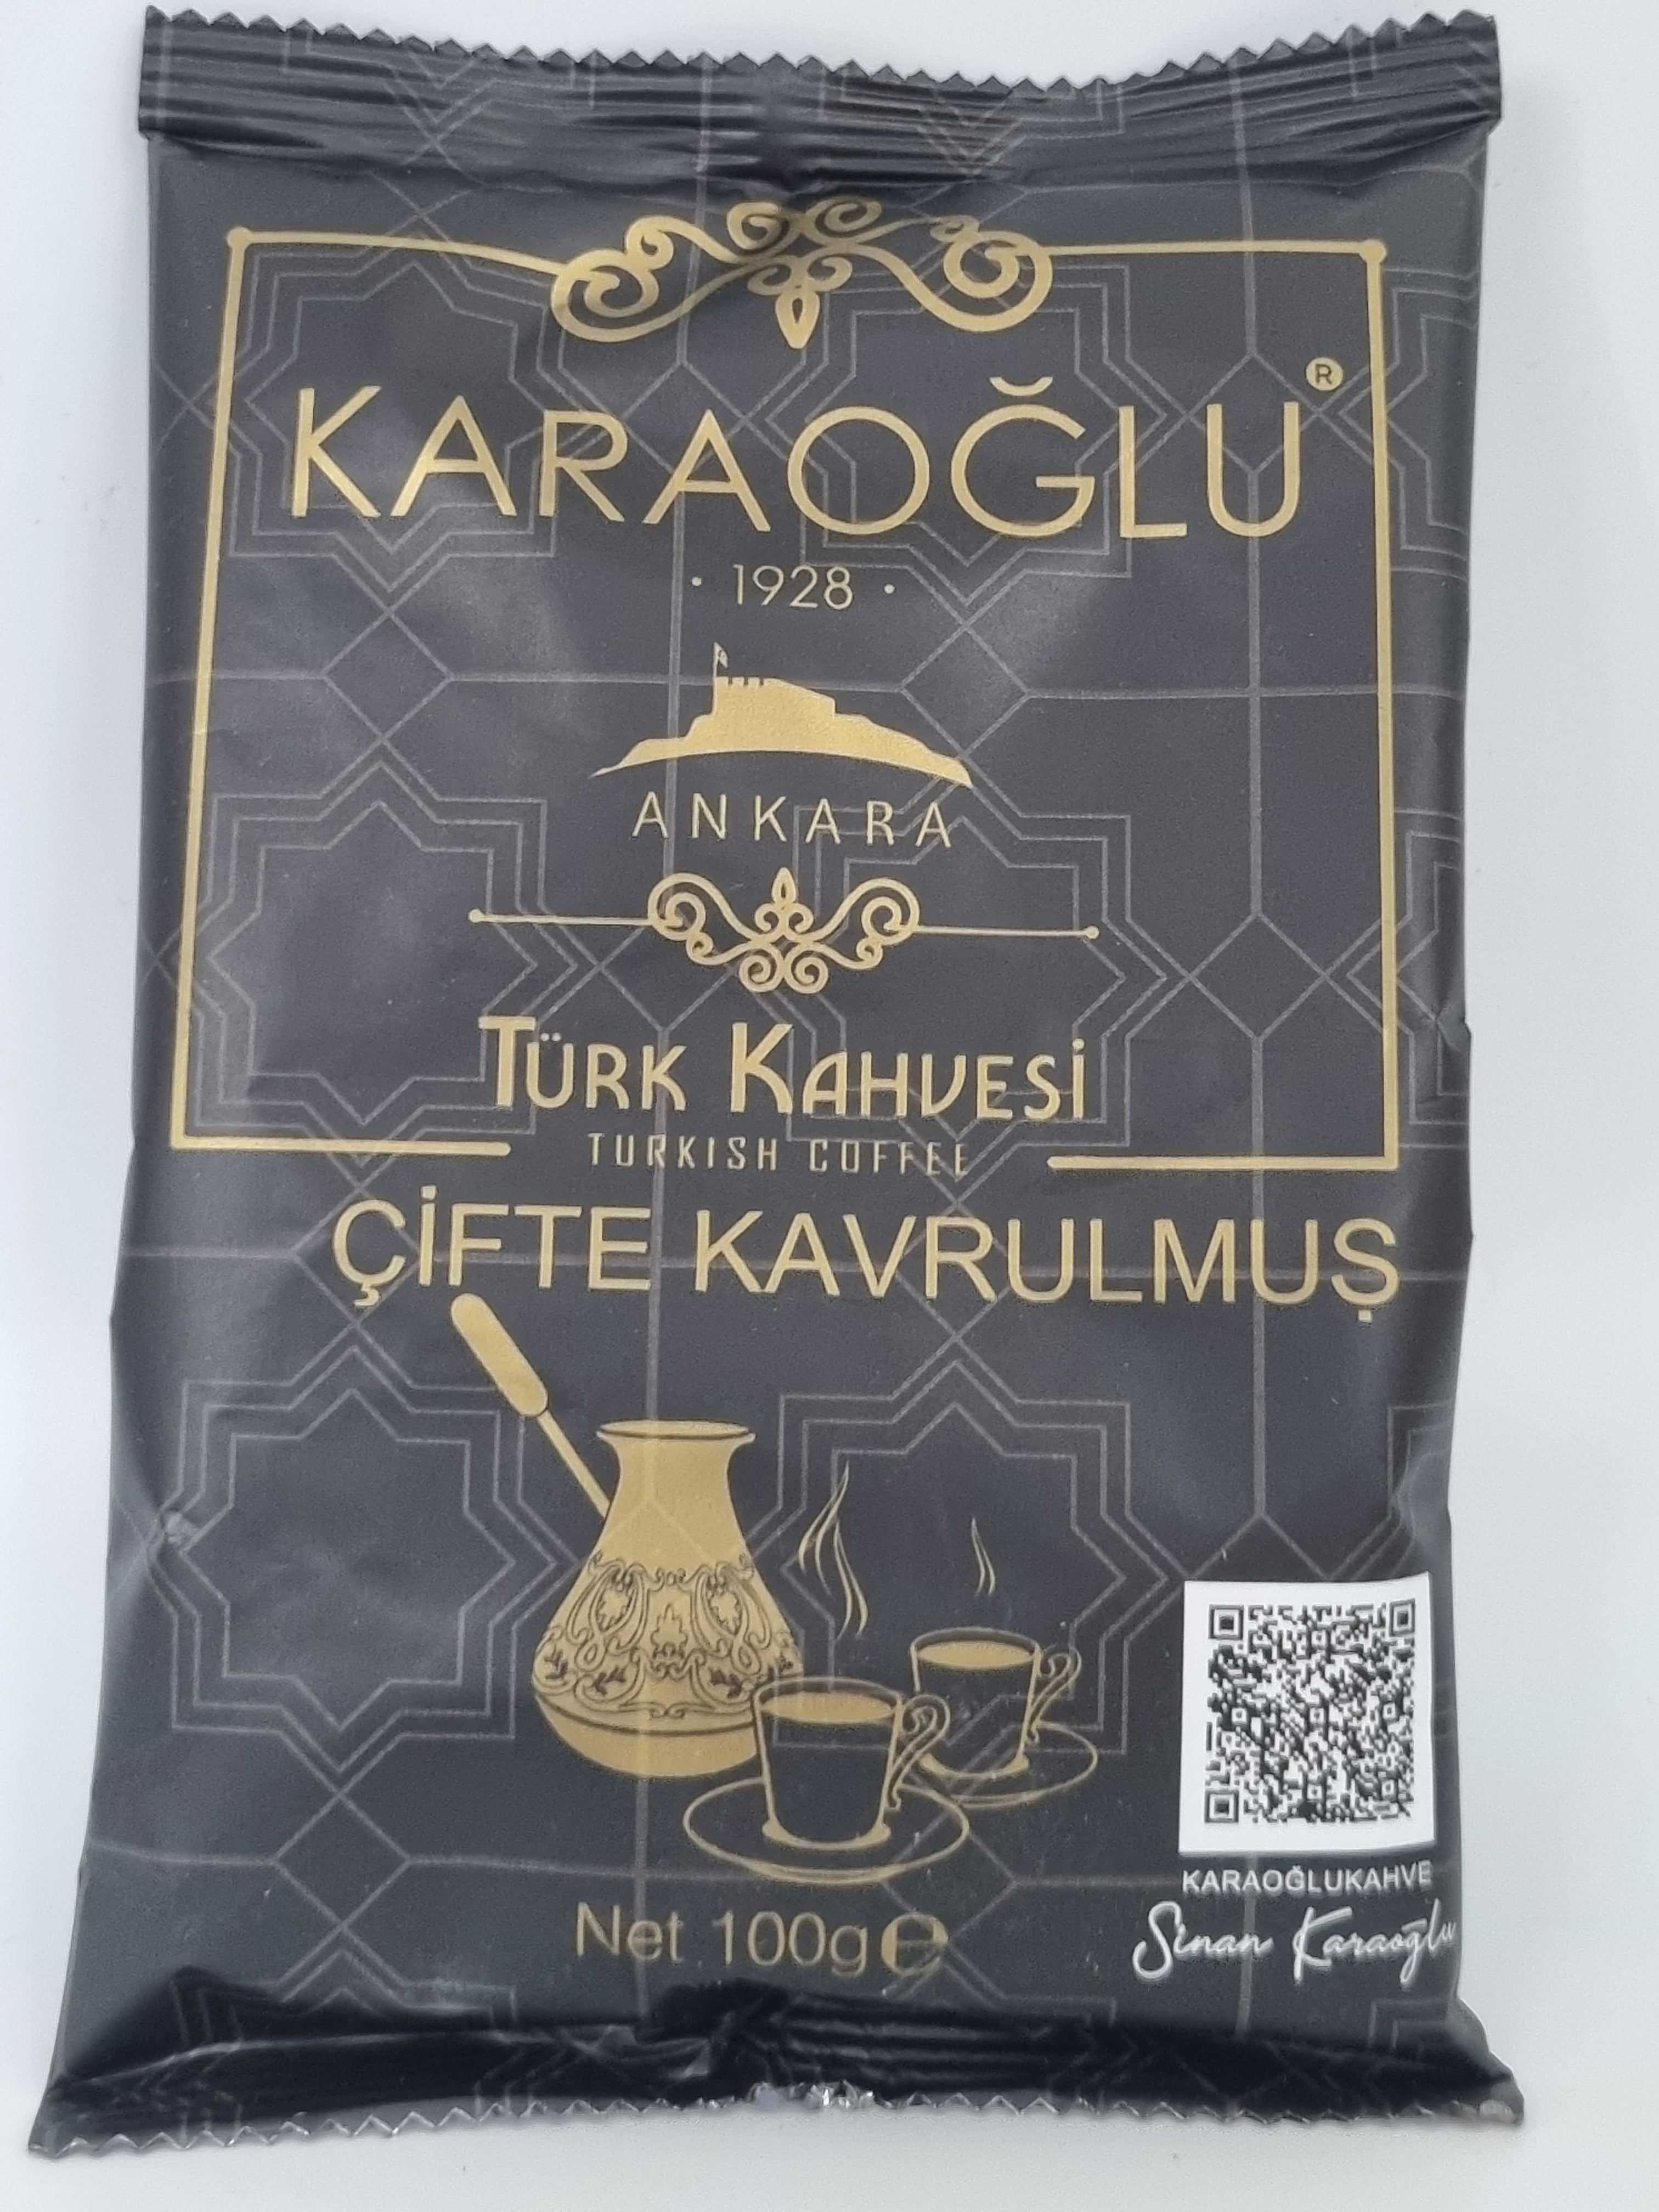 KARAOĞLU®
· 1928 ·
ANKARA
TÜRK KAHVESİ
TURKISH COFFEE
ÇİFTE KAVRULMUŞ
Net 100g℮
KARAOĞLUKAHVE
Sinan Karaoğlu